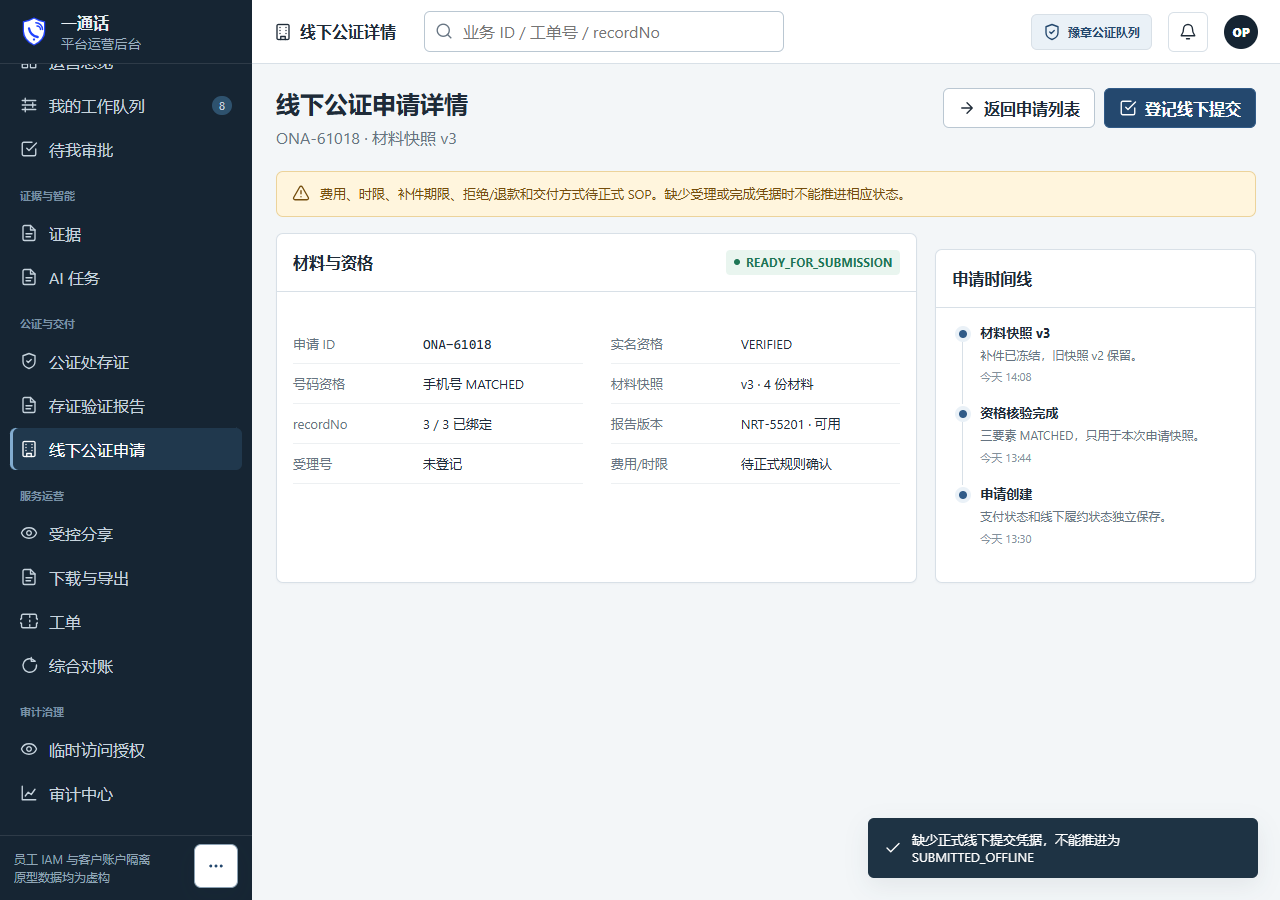 一通话
平台运营后台
运营总览
我的工作队列 8
待我审批
证据与智能
证据
AI 任务
公证与交付
公证处存证
存证验证报告
线下公证申请
服务运营
受控分享
下载与导出
工单
综合对账
审计治理
临时访问授权
审计中心
员工 IAM 与客户账户隔离
原型数据均为虚构
线下公证详情
业务 ID / 工单号 / recordNo
豫章公证队列
OP
线下公证申请详情
ONA-61018 · 材料快照 v3
返回申请列表
登记线下提交
费用、时限、补件期限、拒绝/退款和交付方式待正式 SOP。缺少受理或完成凭据时不能推进相应状态。
材料与资格
READY_FOR_SUBMISSION
申请 ID ONA-61018
实名资格 VERIFIED
号码资格 手机号 MATCHED
材料快照 v3 · 4 份材料
recordNo 3 / 3 已绑定
报告版本 NRT-55201 · 可用
受理号 未登记
费用/时限 待正式规则确认
申请时间线
材料快照 v3
补件已冻结，旧快照 v2 保留。
今天 14:08
资格核验完成
三要素 MATCHED，只用于本次申请快照。
今天 13:44
申请创建
支付状态和线下履约状态独立保存。
今天 13:30
缺少正式线下提交凭据，不能推进为
SUBMITTED_OFFLINE